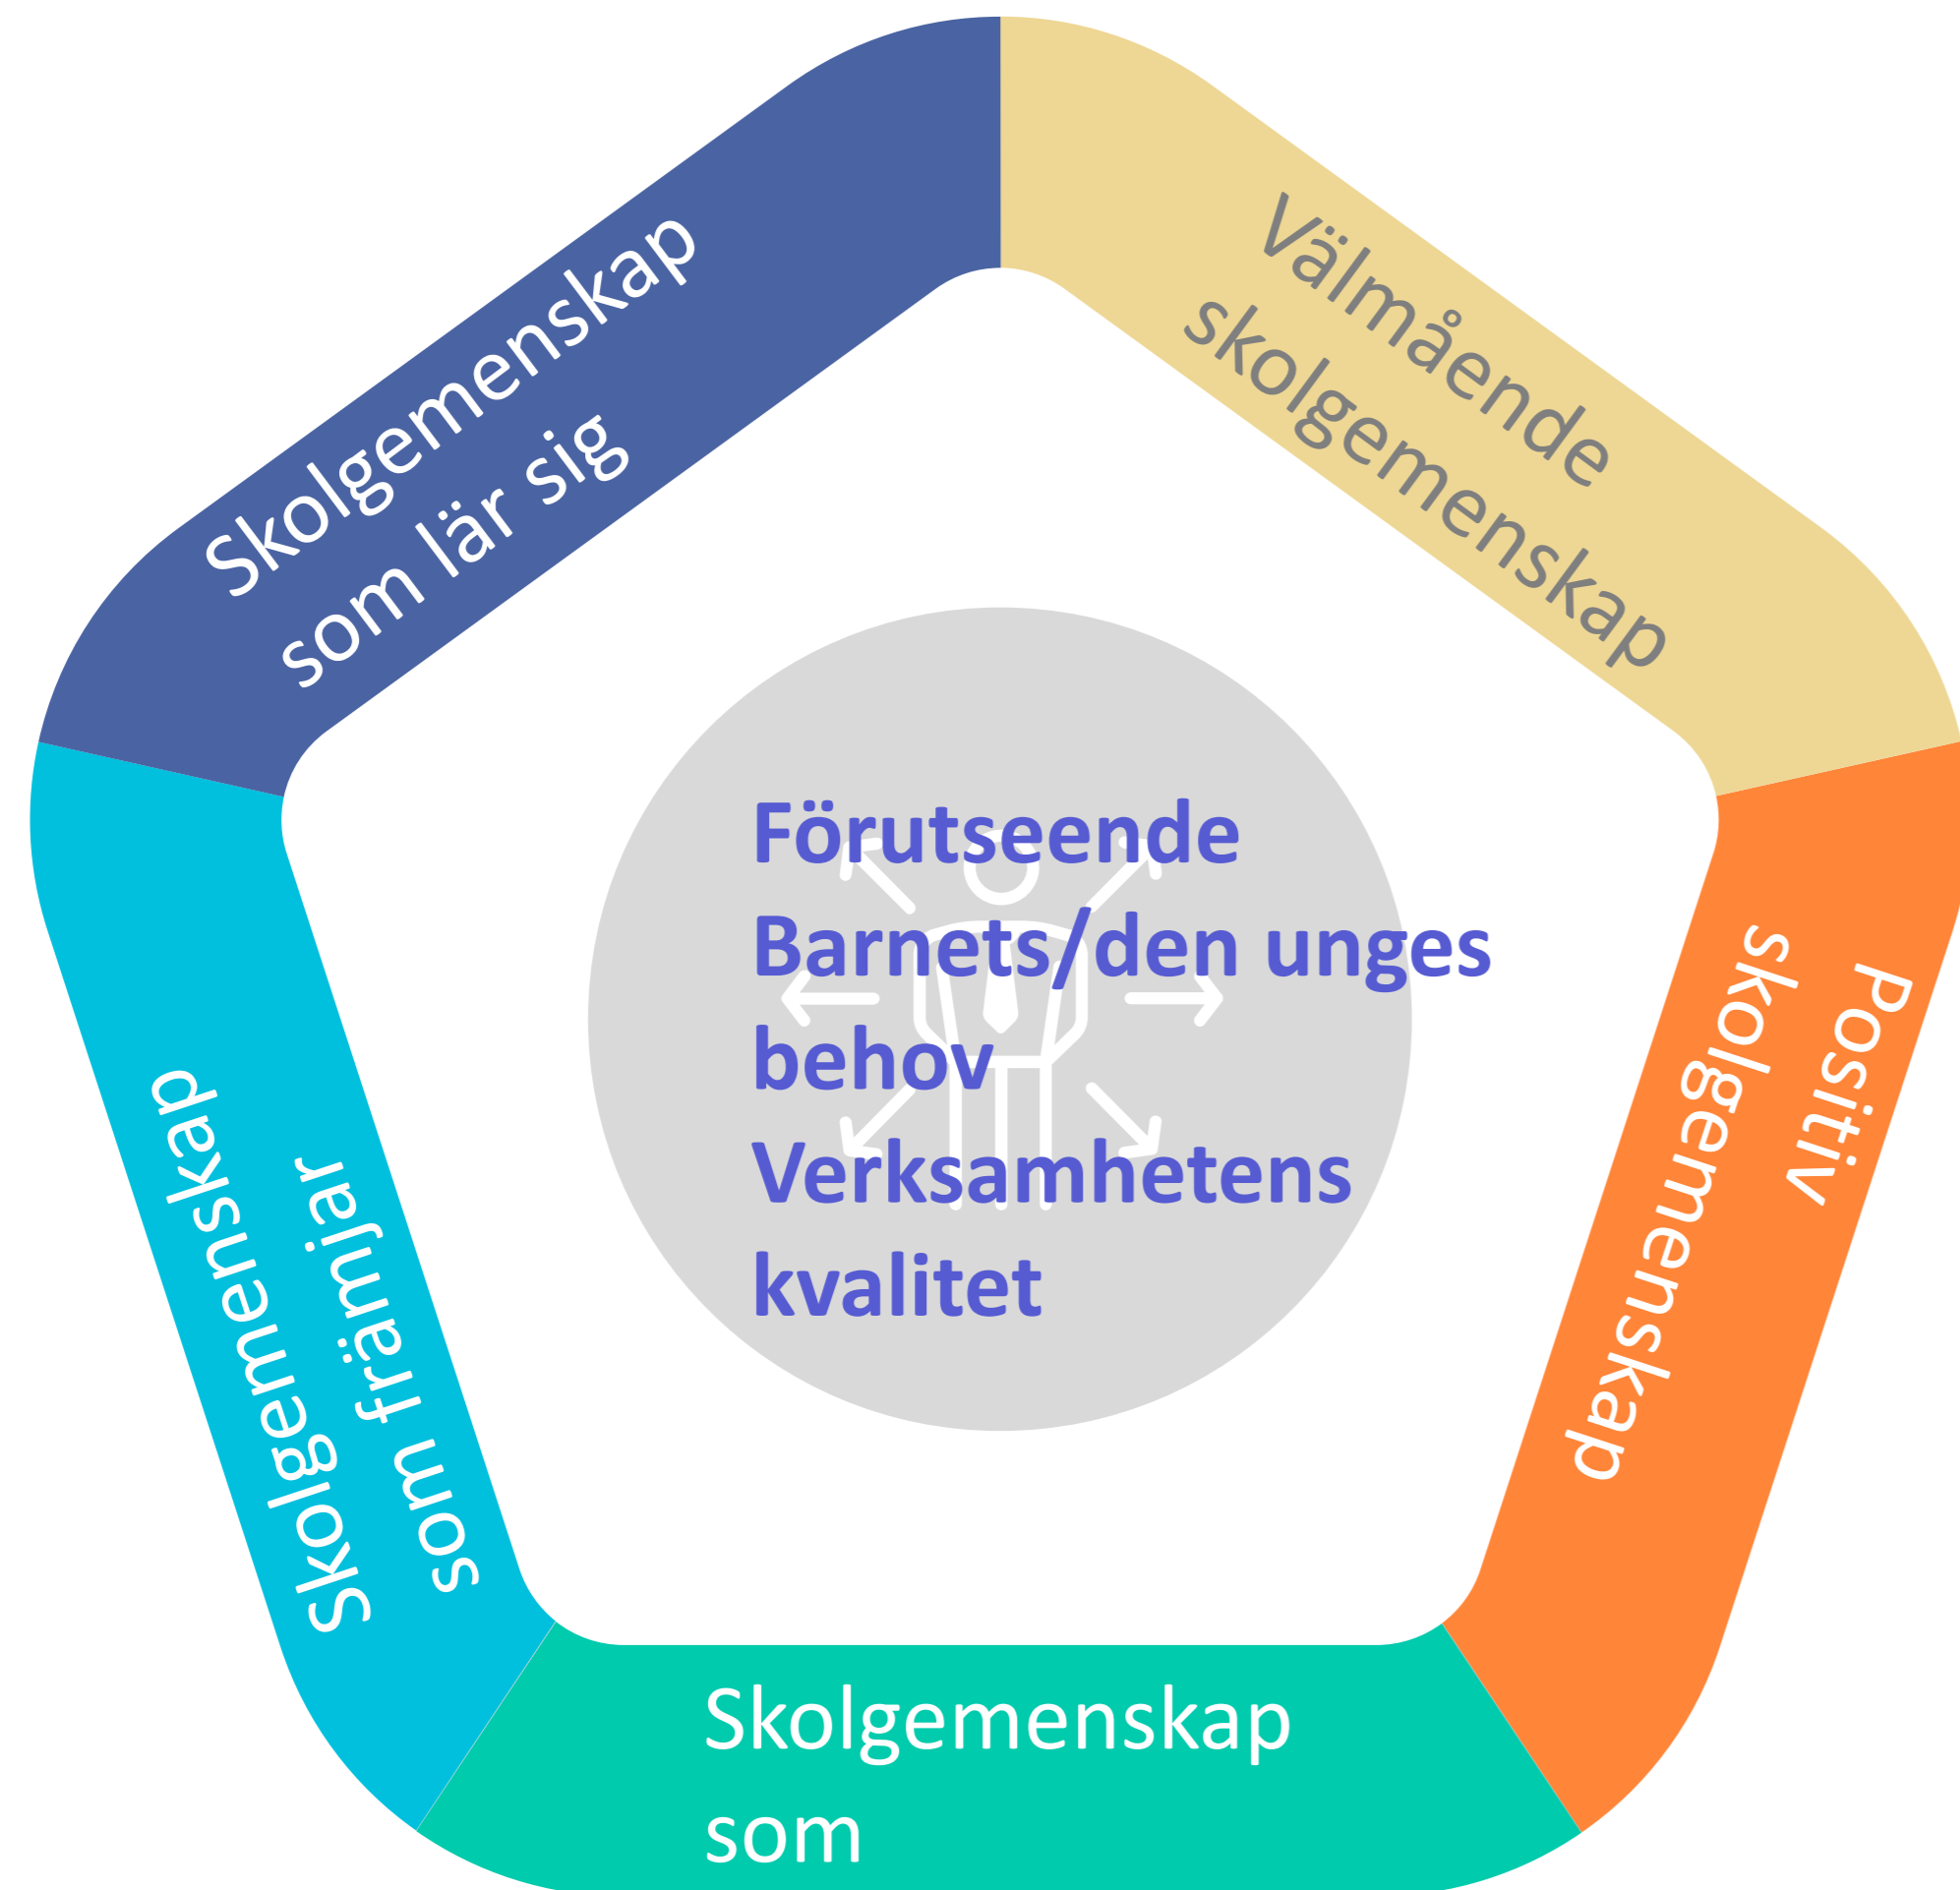 Skolgemenskap
som lär sig
Välmående
skolgemenskap
Förutseende
Barnets/den unges
behov
Verksamhetens
kvalitet
Positiv
skolgemenskap
Skolgemenskap
som tjänjar
Skolgemenskap
som